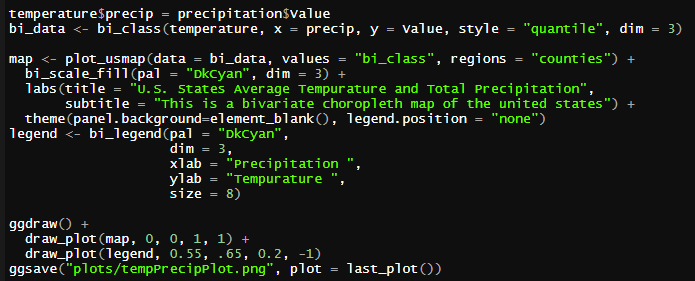 temperature$precip = precipitation$Value
bi_data <- bi_class(temperature, x = precip, y = Value, style = "quantile", dim = 3)
map <- plot_usmap(data = bi_data, values = "bi_class", regions = "counties") +
  bi_scale_fill(pal = "DkCyan", dim = 3) +
  labs(title = "U.S. States Average Tempurature and Total Precipitation",
       subtitle = "This is a bivariate choropleth map of the united states") +
  theme(panel.background=element_blank(), legend.position = "none")
legend <- bi_legend(pal = "DkCyan",
                    dim = 3,
                    xlab = "Precipitation ",
                    ylab = "Tempurature ",
                    size = 8)
ggdraw() +
  draw_plot(map, 0, 0, 1, 1) +
  draw_plot(legend, 0.55, .65, 0.2, -1)
ggsave("plots/tempPrecipPlot.png", plot = last_plot())